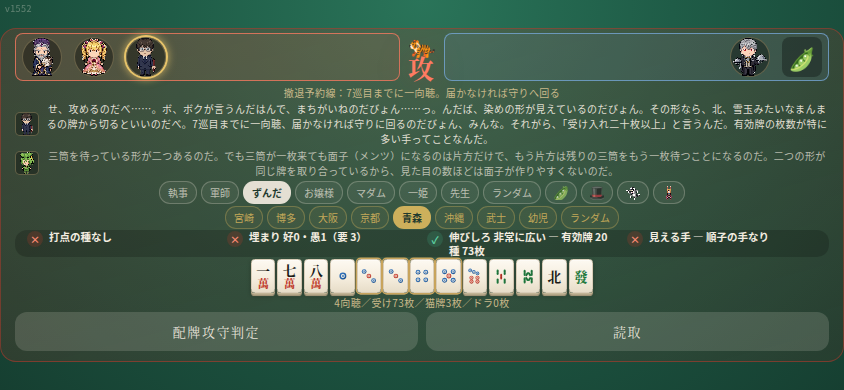 v1552
攻
撤退予約線：7巡目までに一向聴。届かなければ守りへ回る
せ、攻めるのだべ……。ボ、ボクが言うんだはんで、まちがいねのだびょん……っ。んだば、染めの形が見えているのだびょん。その形なら、北、雪玉みたいなまんまるの牌から切るといいのだべ。7巡目までに一向聴、届かなければ守りに回るのだびょん、みんな。それがら、「受け入れ二十枚以上」と言うんだ。有効牌の枚数が特に多い手ってことなんだ。
三筒を待っている形が二つあるのだ。でも三筒が一枚来ても面子（メンツ）になるのは片方だけで、もう片方は残りの三筒をもう一枚待つことになるのだ。二つの形が同じ牌を取り合っているから、見た目の数ほどは面子が作りやすくないのだ。
執事 軍師 ずんだ お嬢様 マダム 一姫 先生 ランダム
宮崎 博多 大阪 京都 青森 沖縄 武士 幼児 ランダム
× 打点の種なし
× 埋まり 好0・愚1（要 3）
✓ 伸びしろ 非常に広い — 有効牌 20種 73枚
× 見える手 — 順子の手なり
一萬 七萬 八萬 北 發
4向聴／受け73枚／猫牌3枚／ドラ0枚
配牌攻守判定 読取